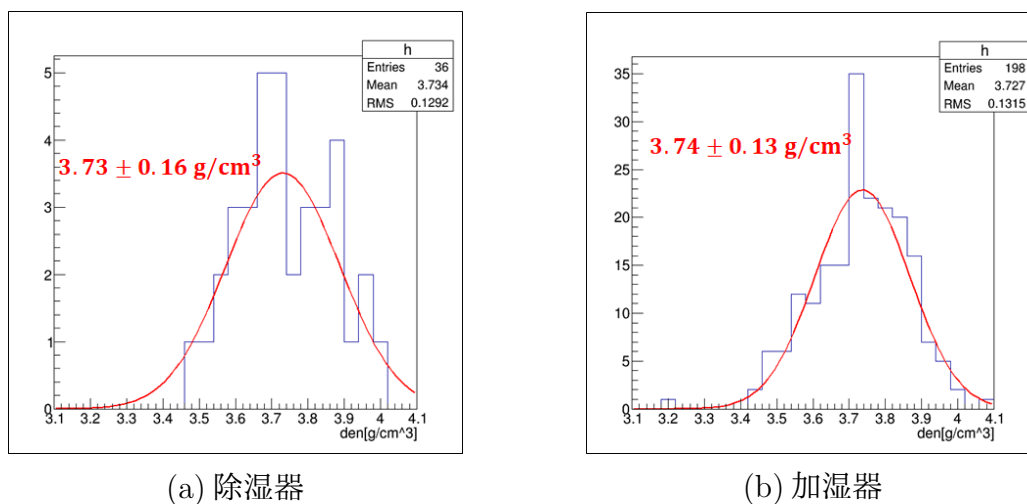 h
Entries 36
Mean 3.734
RMS 0.1292
5
4
3
2
1
0
3.73 ± 0.16 g/cm³
3.1 3.2 3.3 3.4 3.5 3.6 3.7 3.8 3.9 4 4.1
den[g/cm^3]
(a) 除湿器
h
Entries 198
Mean 3.727
RMS 0.1315
35
30
25
20
15
10
5
0
3.74 ± 0.13 g/cm³
3.1 3.2 3.3 3.4 3.5 3.6 3.7 3.8 3.9 4 4.1
den[g/cm^3]
(b) 加湿器